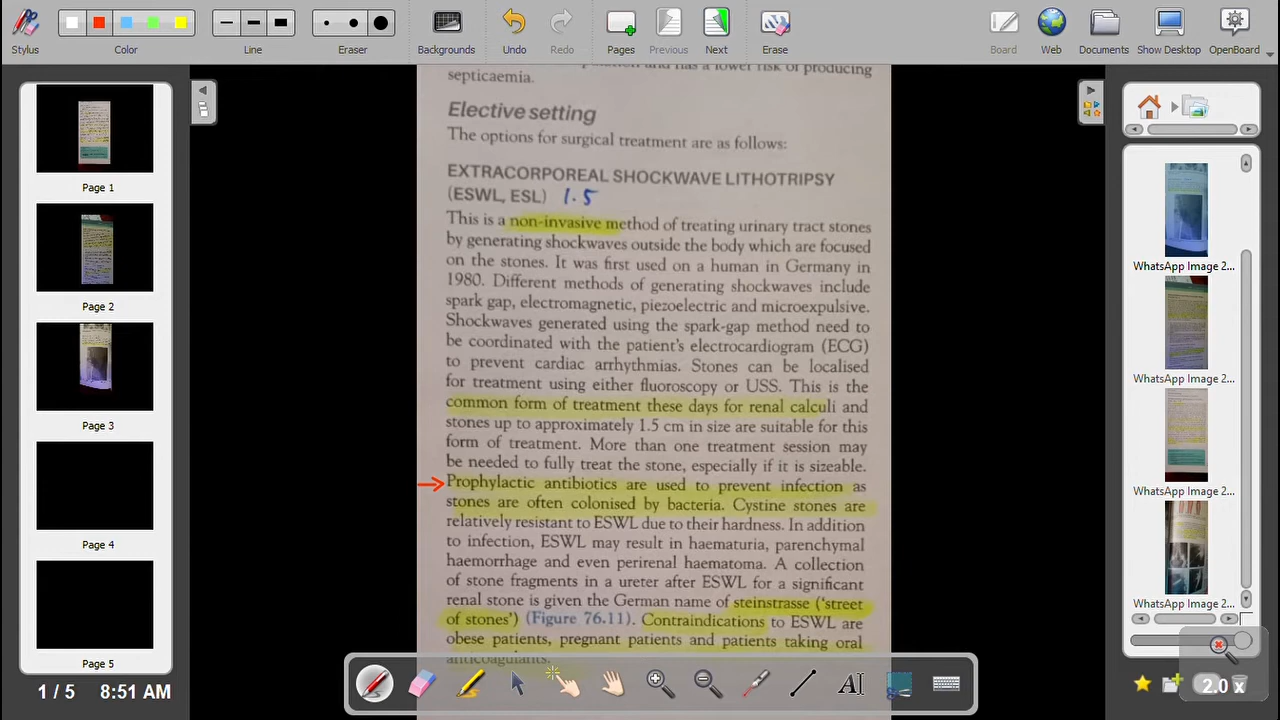 Stylus
Color
Line
Eraser
Backgrounds
Undo
Redo
Pages
Previous
Next
Erase
Board
Web
Documents
Show Desktop
OpenBoard
Page 1
Page 2
Page 3
Page 4
Page 5
1 / 5
8:51 AM
and has a lower risk of producing
septicaemia.
Elective setting
The options for surgical treatment are as follows:
EXTRACORPOREAL SHOCKWAVE LITHOTRIPSY
(ESWL, ESL) 1.5
This is a non-invasive method of treating urinary tract stones
by generating shockwaves outside the body which are focused
on the stones. It was first used on a human in Germany in
1980. Different methods of generating shockwaves include
spark gap, electromagnetic, piezoelectric and microexpulsive.
Shockwaves generated using the spark-gap method need to
be coordinated with the patient's electrocardiogram (ECG)
to prevent cardiac arrhythmias. Stones can be localised
for treatment using either fluoroscopy or USS. This is the
common form of treatment these days for renal calculi and
stones up to approximately 1.5 cm in size are suitable for this
form of treatment. More than one treatment session may
be needed to fully treat the stone, especially if it is sizeable.
Prophylactic antibiotics are used to prevent infection as
stones are often colonised by bacteria. Cystine stones are
relatively resistant to ESWL due to their hardness. In addition
to infection, ESWL may result in haematuria, parenchymal
haemorrhage and even perirenal haematoma. A collection
of stone fragments in a ureter after ESWL for a significant
renal stone is given the German name of steinstrasse ('street
of stones') (Figure 76.11). Contraindications to ESWL are
obese patients, pregnant patients and patients taking oral
anticoagulants.
WhatsApp Image 2...
WhatsApp Image 2...
WhatsApp Image 2...
WhatsApp Image 2...
2.0 x